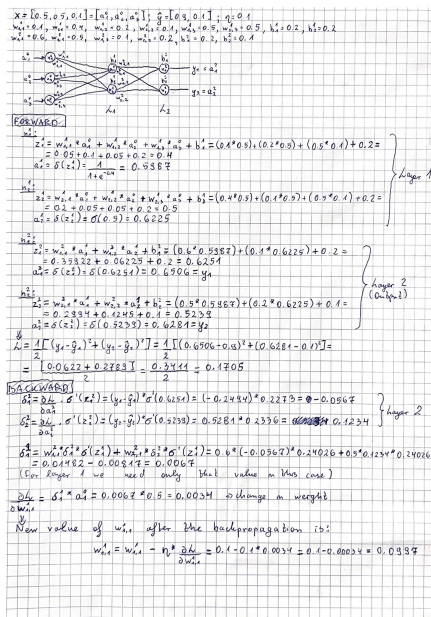 x = [0.5, 0.5, 0.1] = [a₁⁰, a₂⁰, a₃⁰]; ŷ = [0.9, 0.1]; η = 0.1
w¹₁,₁ = 0.1, w¹₁,₂ = 0.4, w¹₂,₁ = 0.2, w¹₂,₂ = 0.1, w¹₃,₁ = 0.5, w¹₃,₂ = 0.5, b¹₁ = 0.2, b¹₂ = 0.2
w²₁,₁ = 0.6, w²₁,₂ = 0.5, w²₂,₁ = 0.1, w²₂,₂ = 0.2, b²₁ = 0.2, b²₂ = 0.1
a₁⁰ y₁ = a₁²
a₂⁰
a₃⁰ y₂ = a₂²
L₁ L₂
FORWARD
n¹₁:
z¹₁ = w¹₁,₁ * a₁⁰ + w¹₂,₁ * a₂⁰ + w¹₃,₁ * a₃⁰ + b¹₁ = (0.1*0.5) + (0.2*0.5) + (0.5*0.1) + 0.2 =
= 0.05 + 0.1 + 0.05 + 0.2 = 0.4
a¹₁ = σ(z¹₁) = 1/(1+e^-0.4) = 0.5987
Layer 1
n¹₂:
z¹₂ = w¹₁,₂ * a₁⁰ + w¹₂,₂ * a₂⁰ + w¹₃,₂ * a₃⁰ + b¹₂ = (0.4*0.5) + (0.1*0.5) + (0.5*0.1) + 0.2 =
= 0.2 + 0.05 + 0.05 + 0.2 = 0.5
a¹₂ = σ(z¹₂) = σ(0.5) = 0.6225
n²₁:
z²₁ = w²₁,₁ * a¹₁ + w²₂,₁ * a¹₂ + b²₁ = (0.6*0.5987) + (0.1*0.6225) + 0.2 =
= 0.35922 + 0.06225 + 0.2 = 0.6251
a²₁ = σ(z²₁) = σ(0.6251) = 0.6506 = y₁
Layer 2
(Output)
n²₂:
z²₂ = w²₁,₂ * a¹₁ + w²₂,₂ * a¹₂ + b²₂ = (0.5*0.5987) + (0.2*0.6225) + 0.1 =
= 0.2994 + 0.1245 + 0.1 = 0.5239
a²₂ = σ(z²₂) = σ(0.5239) = 0.6281 = y₂
L = 1/2 [(y₁-ŷ₁)² + (y₂-ŷ₂)²] = 1/2 [(0.6506-0.9)² + (0.6281-0.1)²] =
= [0.0622 + 0.2789]/2 = 0.3411/2 = 0.1705
BACKWARD
δ²₁ = ∂L/∂a²₁ · σ'(z²₁) = (y₁-ŷ₁) * σ'(0.6251) = (-0.2494) * 0.2273 = -0.0567
δ²₂ = ∂L/∂a²₂ · σ'(z²₂) = (y₂-ŷ₂) * σ'(0.5239) = 0.5281 * 0.2336 = 0.1234
Layer 2
δ¹₁ = w²₁,₁ * δ²₁ * σ'(z¹₁) + w²₁,₂ * δ²₂ * σ'(z¹₁) = 0.6 * (-0.0567) * 0.24026 + 0.5 * 0.1234 * 0.24026
= 0.01482 - 0.00817 = 0.0067
(For layer 1 we need only that value in this case)
∂L/∂w¹₁,₁ = δ¹₁ * a₁⁰ = 0.0067 * 0.5 = 0.0034 ⇒ change in weight
New value of w¹₁,₁ after the backpropagation is:
w¹₁,₁ = w¹₁,₁ - η * ∂L/∂w¹₁,₁ = 0.1 - 0.1 * 0.0034 = 0.1 - 0.00034 = 0.0997